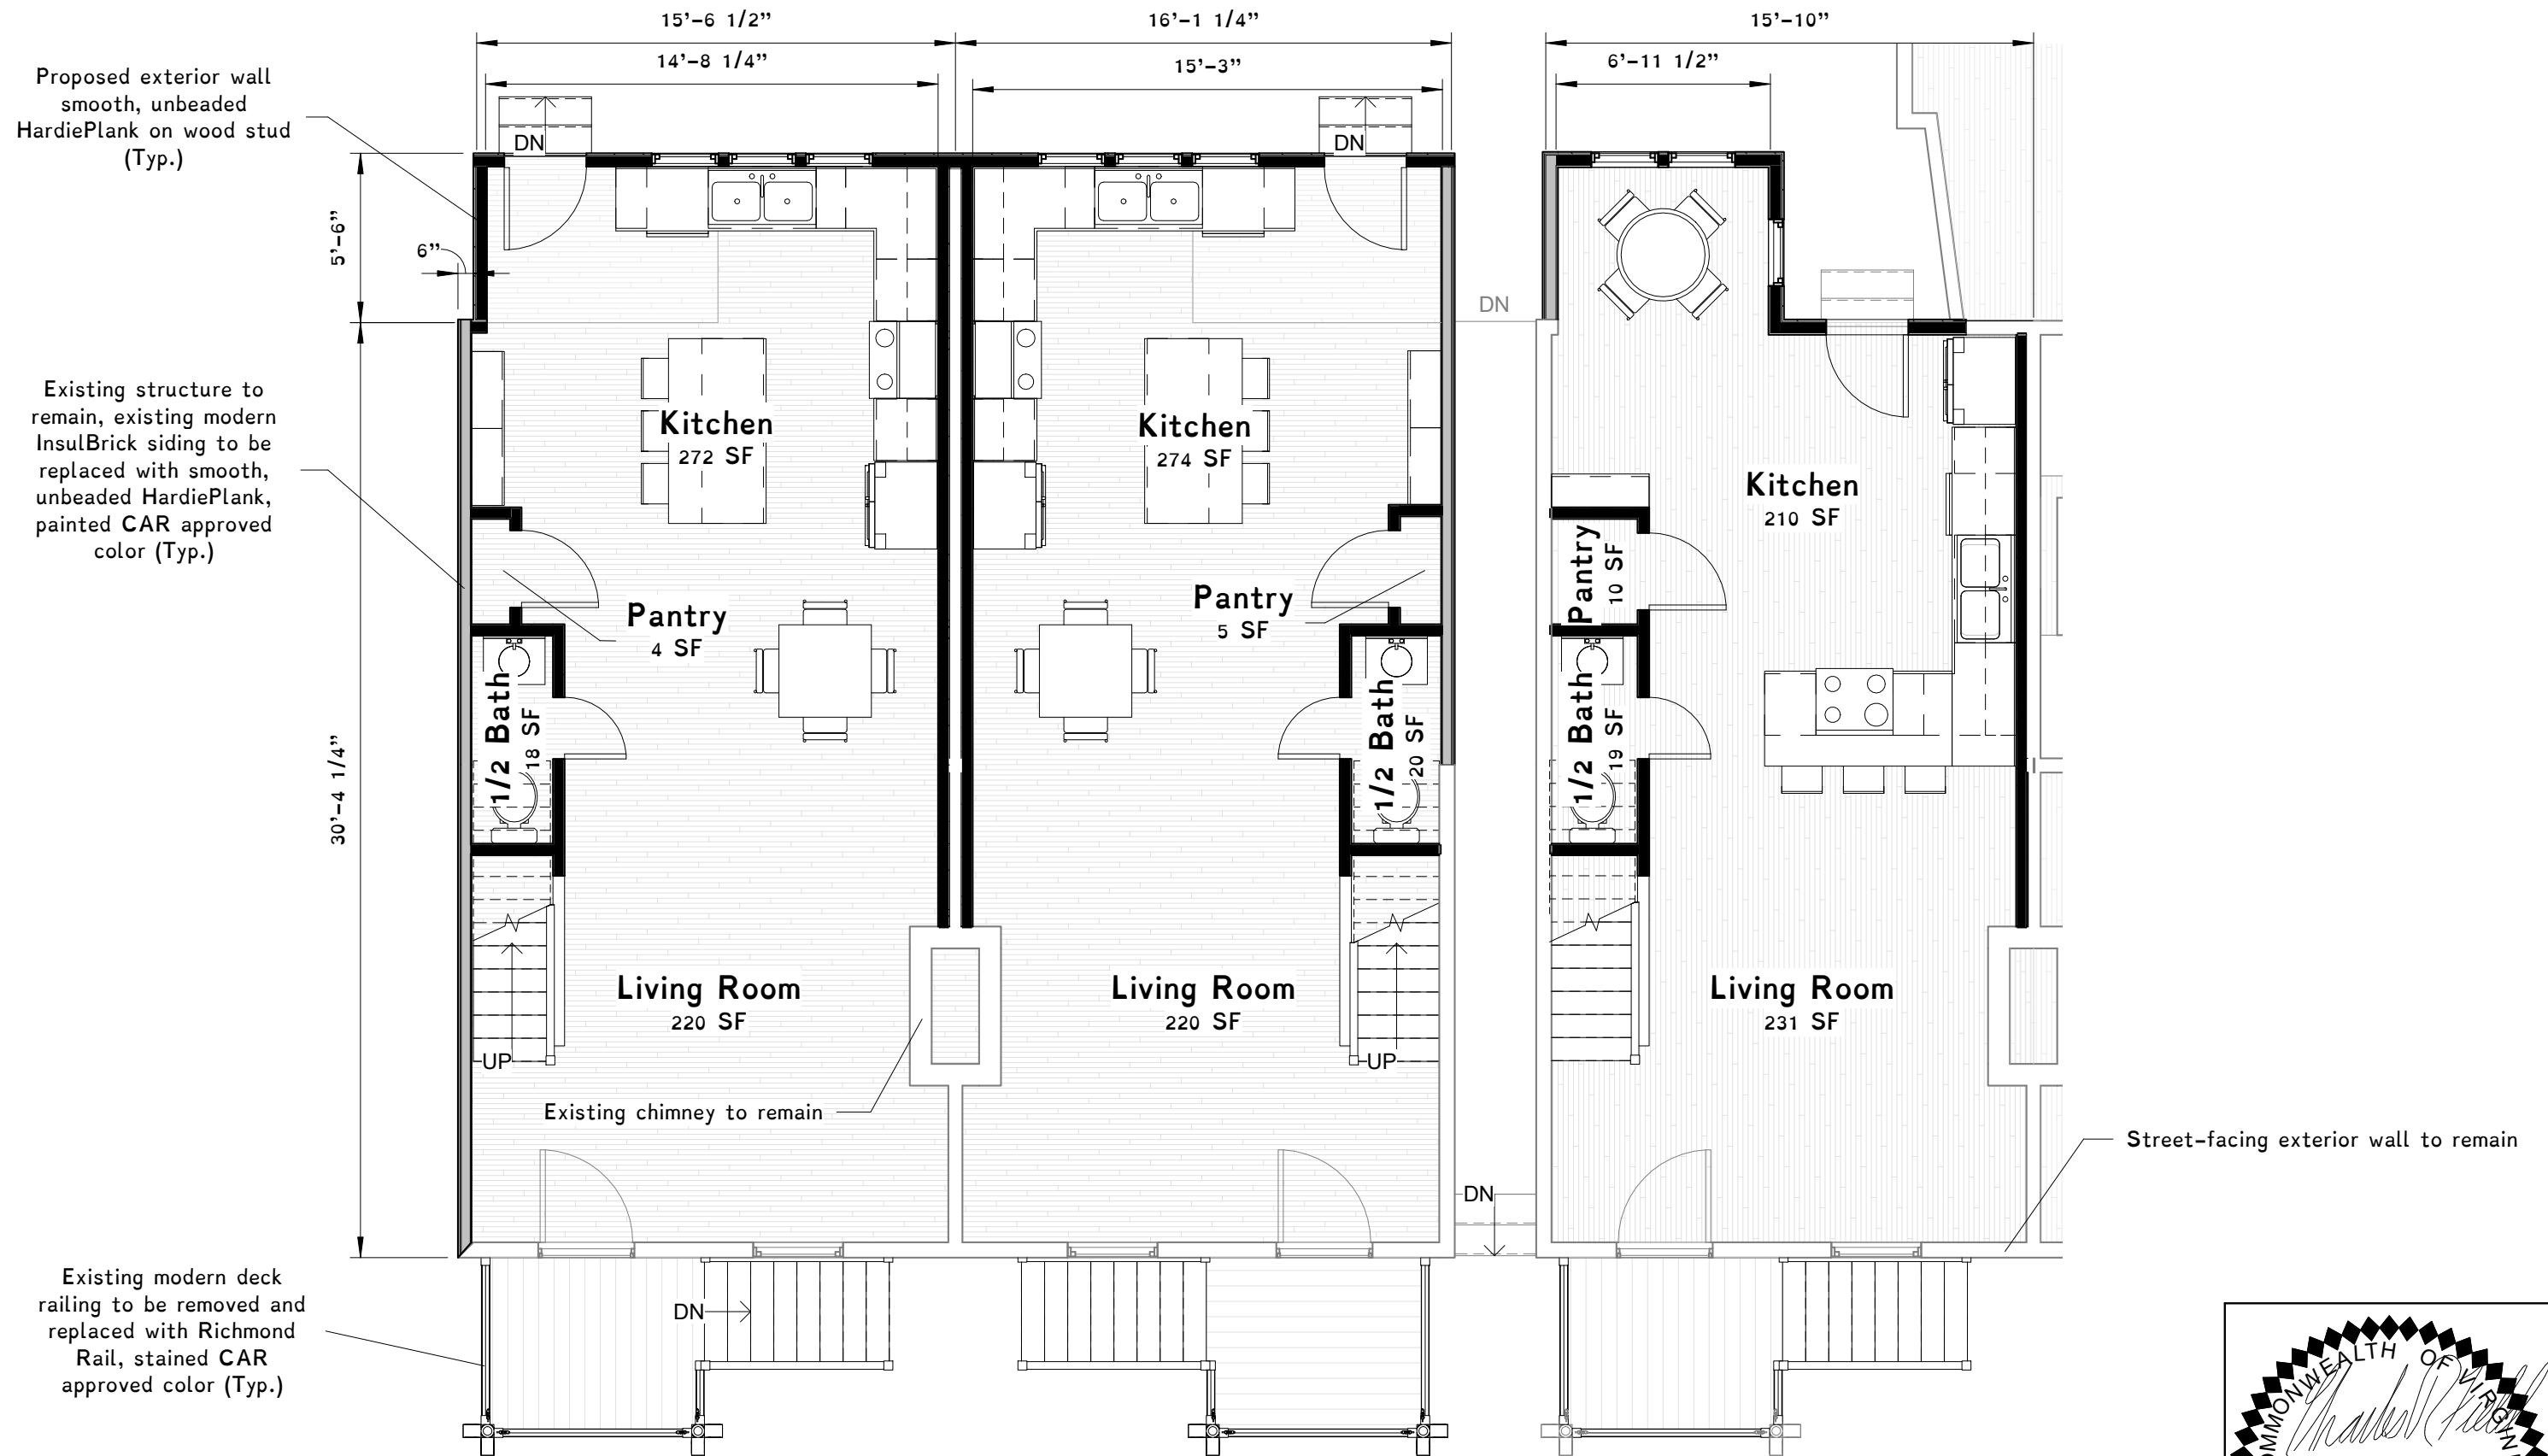 15'-6 1/2"
16'-1 1/4"
15'-10"
14'-8 1/4"
15'-3"
6'-11 1/2"
Proposed exterior wall
smooth, unbeaded
HardiePlank on wood stud
(Typ.)
DN
DN
5'-6"
6"
DN
Existing structure to
remain, existing modern
InsulBrick siding to be
replaced with smooth,
unbeaded HardiePlank,
painted CAR approved
color (Typ.)
Kitchen
272 SF
Kitchen
274 SF
Kitchen
210 SF
Pantry
4 SF
Pantry
5 SF
Pantry
10 SF
1/2 Bath
18 SF
1/2 Bath
20 SF
1/2 Bath
19 SF
30'-4 1/4"
Living Room
220 SF
Living Room
220 SF
Living Room
231 SF
UP
UP
Existing chimney to remain
Street-facing exterior wall to remain
DN
Existing modern deck
railing to be removed and
replaced with Richmond
Rail, stained CAR
approved color (Typ.)
DN
OMMONWEALTH OF VIRGIN